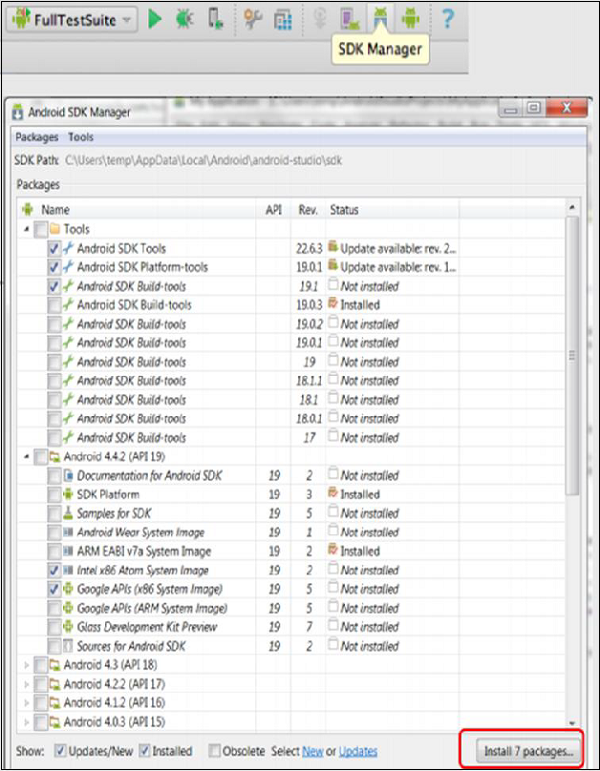 FullTestSuite
?
SDK Manager
Android SDK Manager
Packages Tools
SDK Path: C:\Users\temp\AppData\Local\Android\android-studio\sdk
Packages
Name API Rev. Status
Tools
Android SDK Tools 22.6.3 Update available: rev. 2...
Android SDK Platform-tools 19.0.1 Update available: rev. 1...
Android SDK Build-tools 19.1 Not installed
Android SDK Build-tools 19.0.3 Installed
Android SDK Build-tools 19.0.2 Not installed
Android SDK Build-tools 19.0.1 Not installed
Android SDK Build-tools 19 Not installed
Android SDK Build-tools 18.1.1 Not installed
Android SDK Build-tools 18.1 Not installed
Android SDK Build-tools 18.0.1 Not installed
Android SDK Build-tools 17 Not installed
Android 4.4.2 (API 19)
Documentation for Android SDK 19 2 Not installed
SDK Platform 19 3 Installed
Samples for SDK 19 5 Not installed
Android Wear System Image 19 1 Not installed
ARM EABI v7a System Image 19 2 Installed
Intel x86 Atom System Image 19 2 Not installed
Google APIs (x86 System Image) 19 5 Not installed
Google APIs (ARM System Image) 19 5 Not installed
Glass Development Kit Preview 19 7 Not installed
Sources for Android SDK 19 2 Not installed
Android 4.3 (API 18)
Android 4.2.2 (API 17)
Android 4.1.2 (API 16)
Android 4.0.3 (API 15)
Show: Updates/New Installed Obsolete Select New or Updates Install 7 packages...